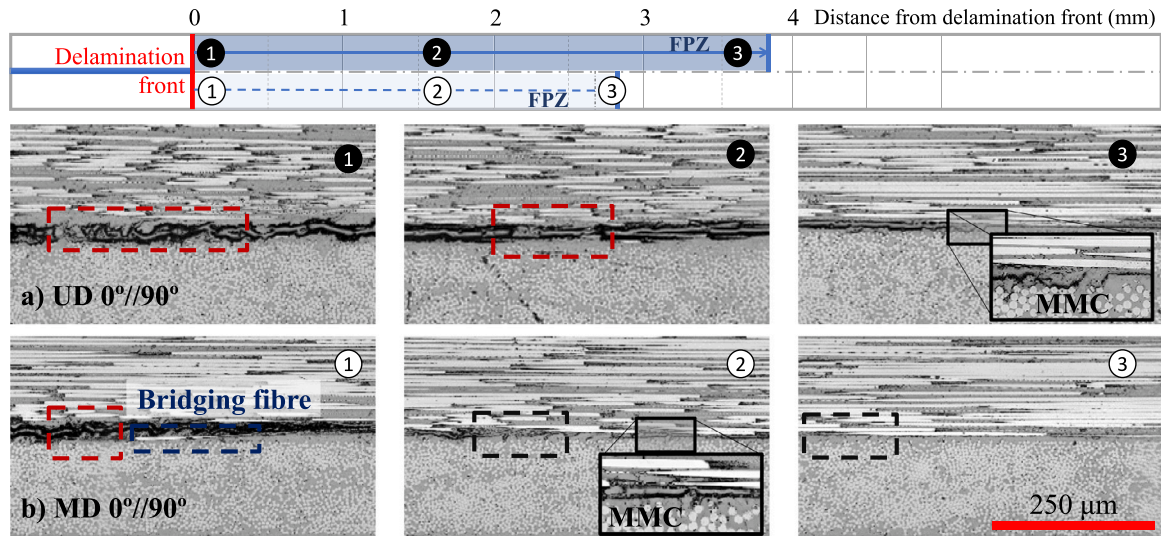 0 1 2 3 4 Distance from delamination front (mm)
Delamination front
1 2 FPZ 3
1 2 FPZ 3
1
a) UD 0º//90º
2
3
MMC
1
Bridging fibre
b) MD 0º//90º
2
MMC
3
250 µm